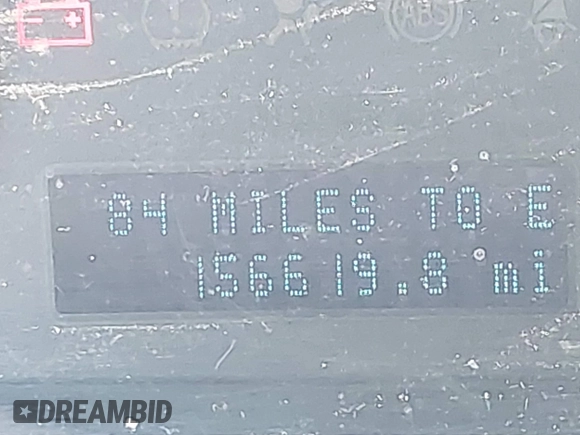 ABS
84 MILES TO E
156619.8 mi
DREAMBID